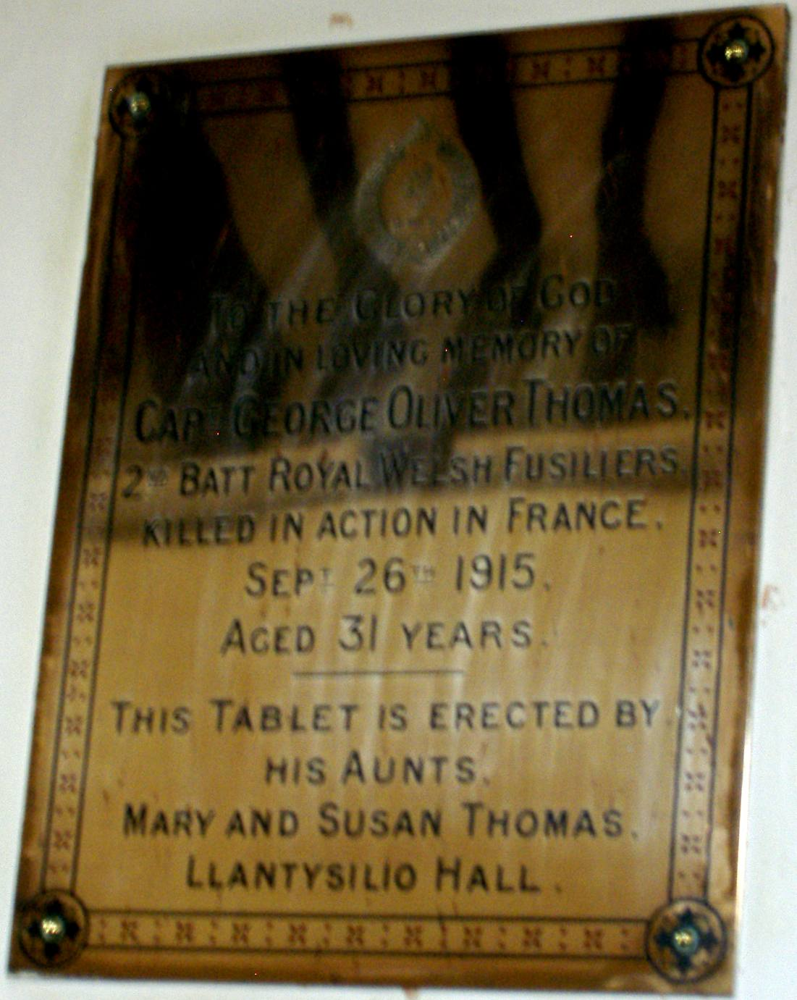 To the Glory of God
and in loving memory of
Capt George Oliver Thomas.
2nd Batt Royal Welsh Fusiliers.
killed in action in France.
Sept 26th 1915.
Aged 31 years.
This Tablet is erected by
his Aunts.
Mary and Susan Thomas.
Llantysilio Hall.